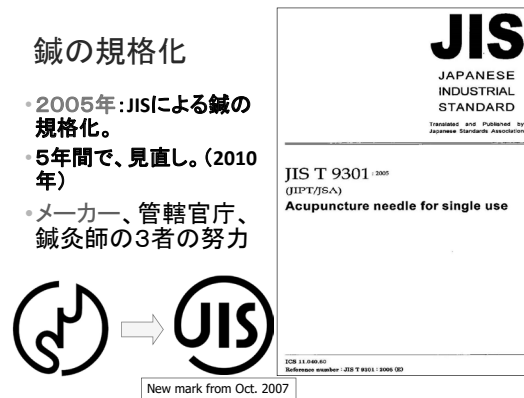 鍼の規格化
・2005年：JISによる鍼の
規格化。
・5年間で、見直し。（2010
年）
・メーカー、管轄官庁、
鍼灸師の3者の努力
JIS
New mark from Oct. 2007
JIS
JAPANESE
INDUSTRIAL
STANDARD
Translated and Published by
Japanese Standards Association
JIS T 9301 : 2005
(JIPT/JSA)
Acupuncture needle for single use
ICS 11.040.60
Reference number : JIS T 9301 : 2005 (E)